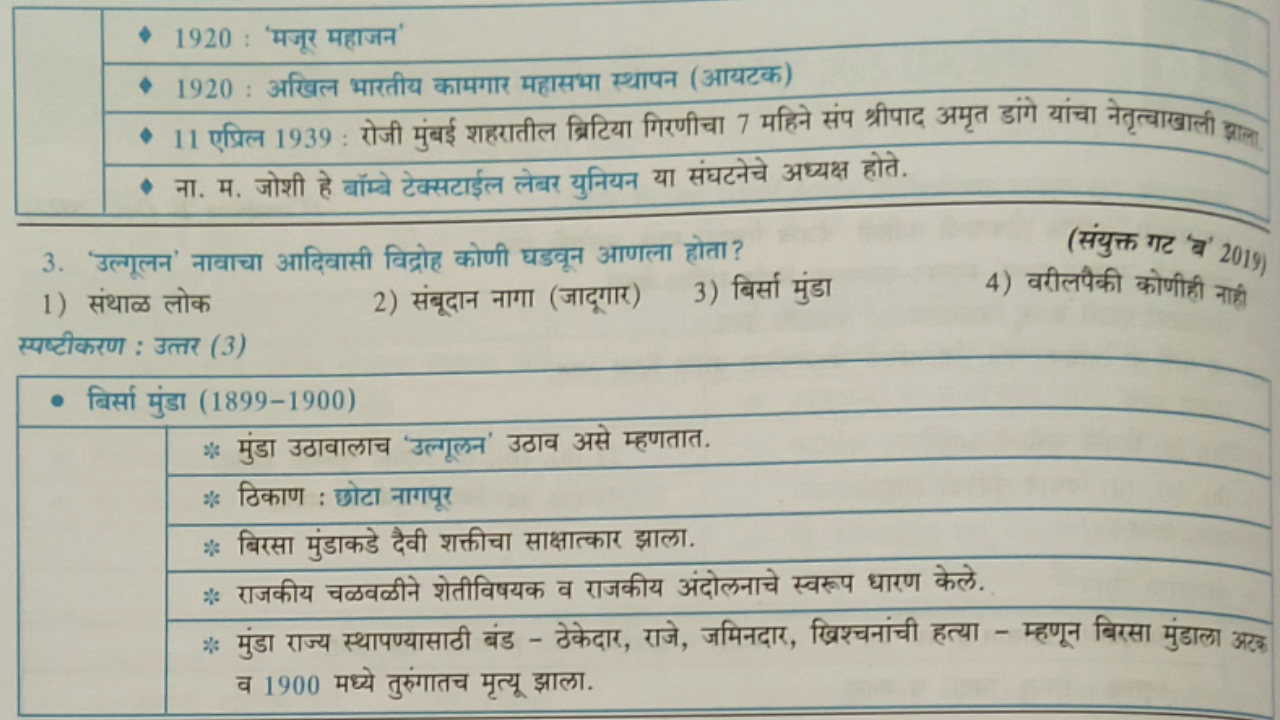 ♦ 1920 : 'मजूर महाजन'
♦ 1920 : अखिल भारतीय कामगार महासभा स्थापन (आयटक)
♦ 11 एप्रिल 1939 : रोजी मुंबई शहरातील ब्रिटिया गिरणीचा 7 महिने संप श्रीपाद अमृत डांगे यांचा नेतृत्वाखाली झाला.
♦ ना. म. जोशी हे बॉम्बे टेक्सटाईल लेबर युनियन या संघटनेचे अध्यक्ष होते.
3. 'उल्गूलन' नावाचा आदिवासी विद्रोह कोणी घडवून आणला होता? (संयुक्त गट 'ब' 2019)
1) संथाळ लोक 2) संबूदान नागा (जादूगार) 3) बिर्सा मुंडा 4) वरीलपैकी कोणीही नाही
स्पष्टीकरण : उत्तर (3)
● बिर्सा मुंडा (1899–1900)
* मुंडा उठावालाच 'उल्गूलन' उठाव असे म्हणतात.
* ठिकाण : छोटा नागपूर
* बिरसा मुंडाकडे दैवी शक्तीचा साक्षात्कार झाला.
* राजकीय चळवळीने शेतीविषयक व राजकीय अंदोलनाचे स्वरूप धारण केले.
* मुंडा राज्य स्थापण्यासाठी बंड – ठेकेदार, राजे, जमिनदार, ख्रिश्चनांची हत्या – म्हणून बिरसा मुंडाला अटक
व 1900 मध्ये तुरुंगातच मृत्यू झाला.